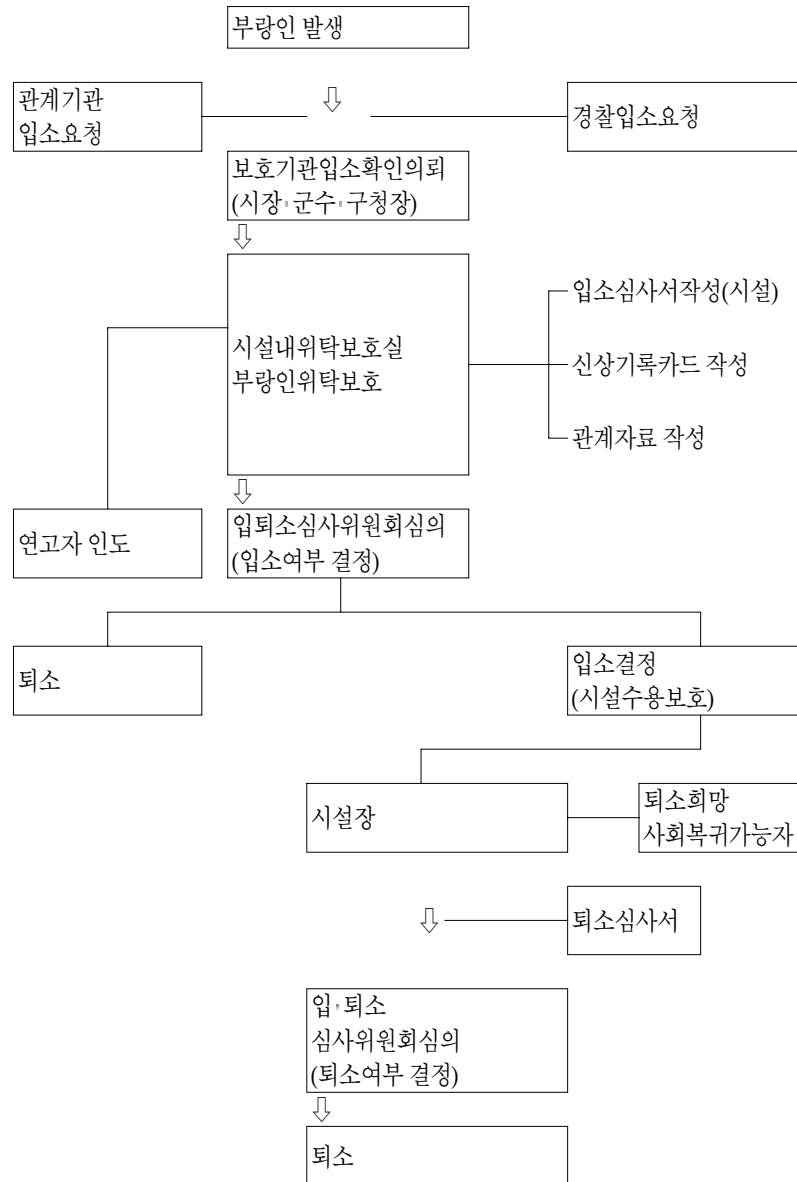 부랑인 발생
관계기관
입소요청
경찰입소요청
보호기관입소확인의뢰
(시장·군수·구청장)
시설내위탁보호실
부랑인위탁보호
입소심사서작성(시설)
신상기록카드 작성
관계자료 작성
연고자 인도
입퇴소심사위원회심의
(입소여부 결정)
퇴소
입소결정
(시설수용보호)
시설장
퇴소희망
사회복귀가능자
퇴소심사서
입·퇴소
심사위원회심의
(퇴소여부 결정)
퇴소